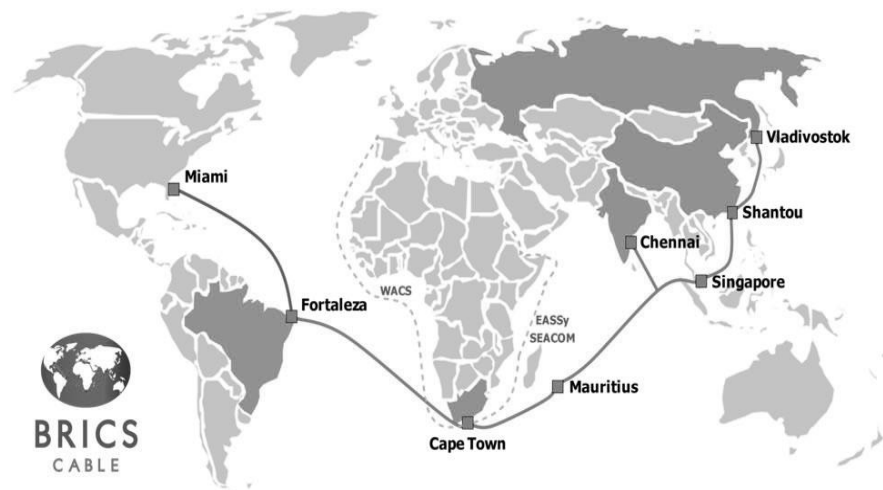 Vladivostok
Miami
Shantou
Chennai
Singapore
WACS
Fortaleza
EASSy
SEACOM
Mauritius
Cape Town
BRICS
CABLE